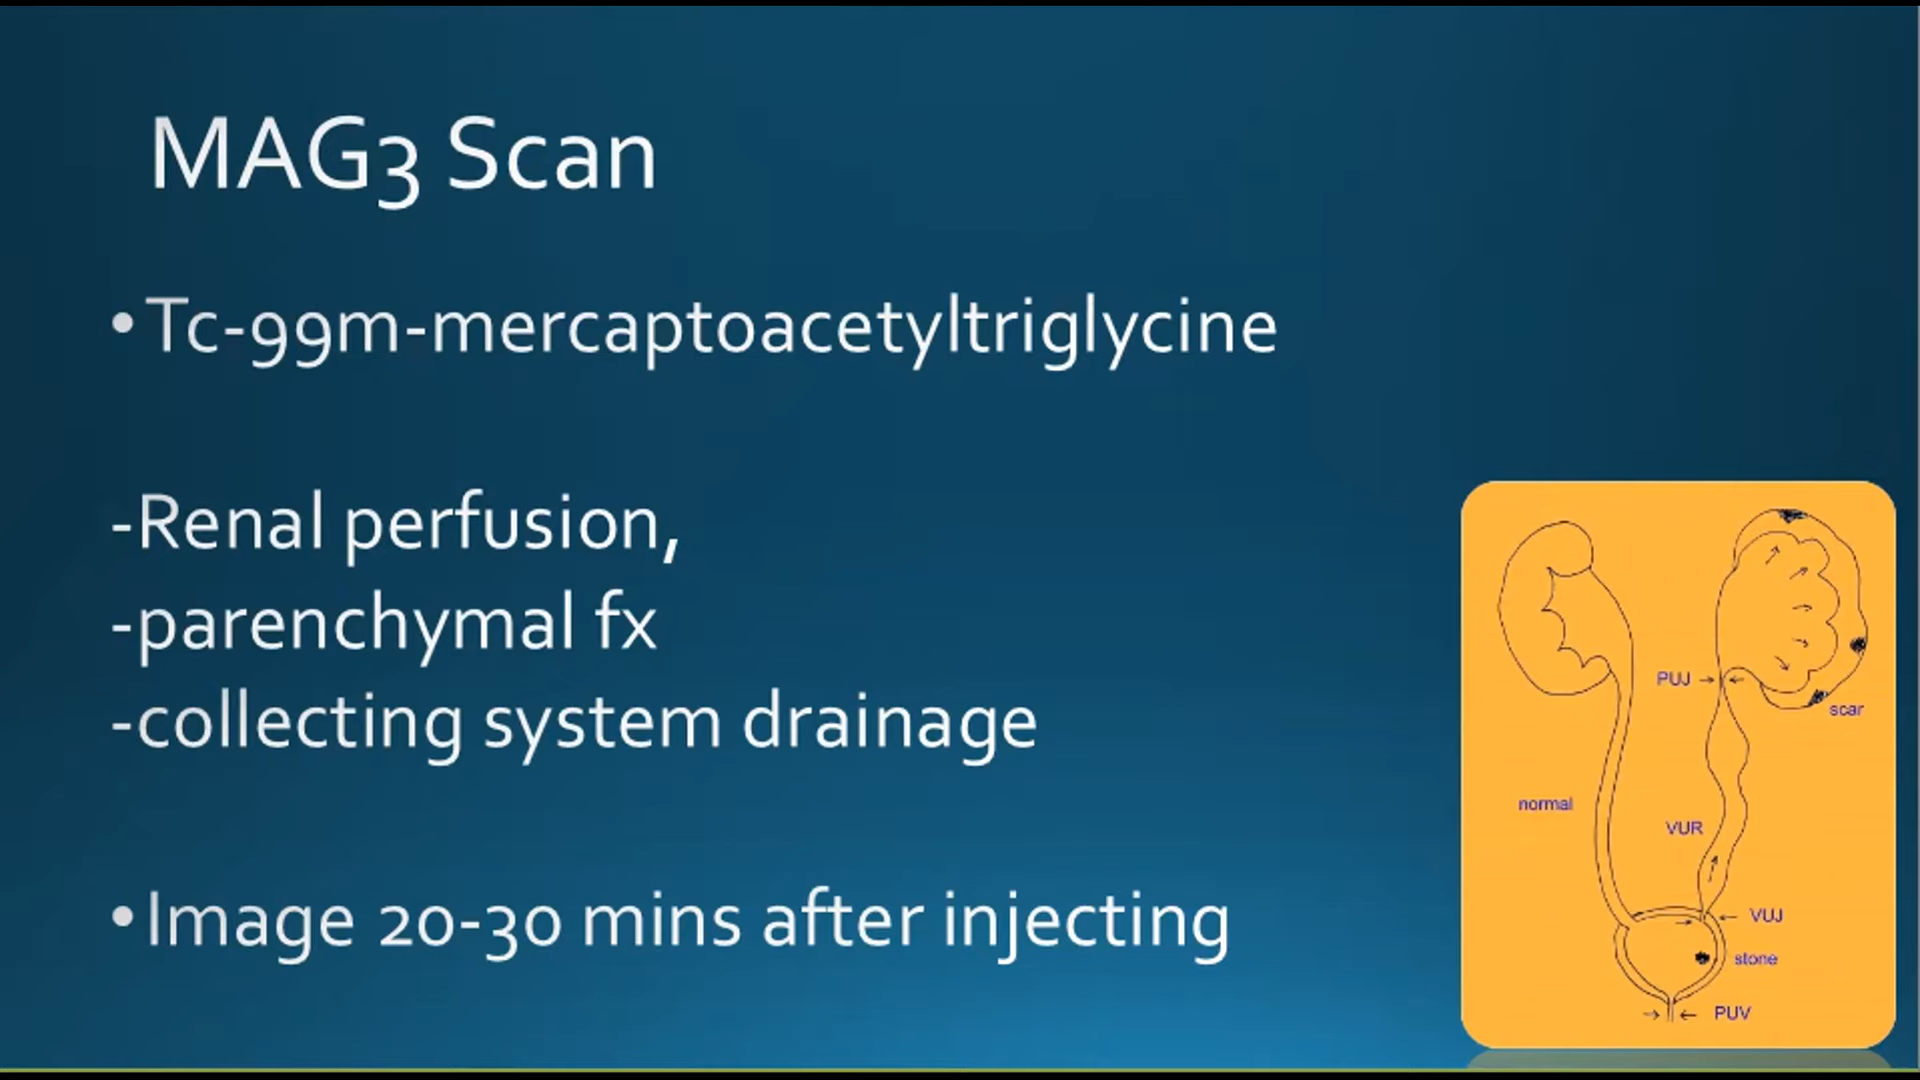 MAG3 Scan
•Tc-99m-mercaptoacetyltriglycine
-Renal perfusion,
-parenchymal fx
-collecting system drainage
•Image 20-30 mins after injecting
PUJ
scar
normal
VUR
VUJ
stone
PUV